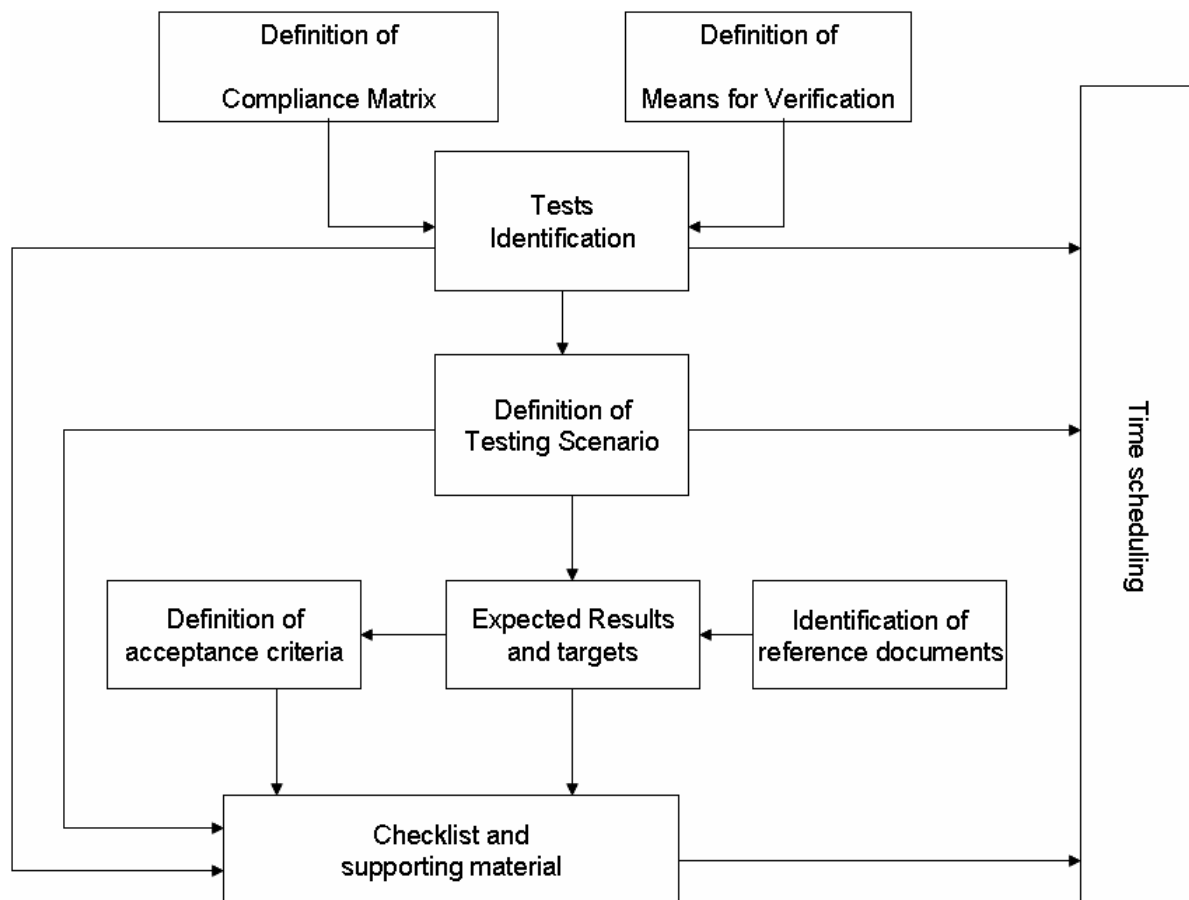 Definition of
Compliance Matrix
Definition of
Means for Verification
Tests
Identification
Definition of
Testing Scenario
Time scheduling
Definition of
acceptance criteria
Expected Results
and targets
Identification of
reference documents
Checklist and
supporting material